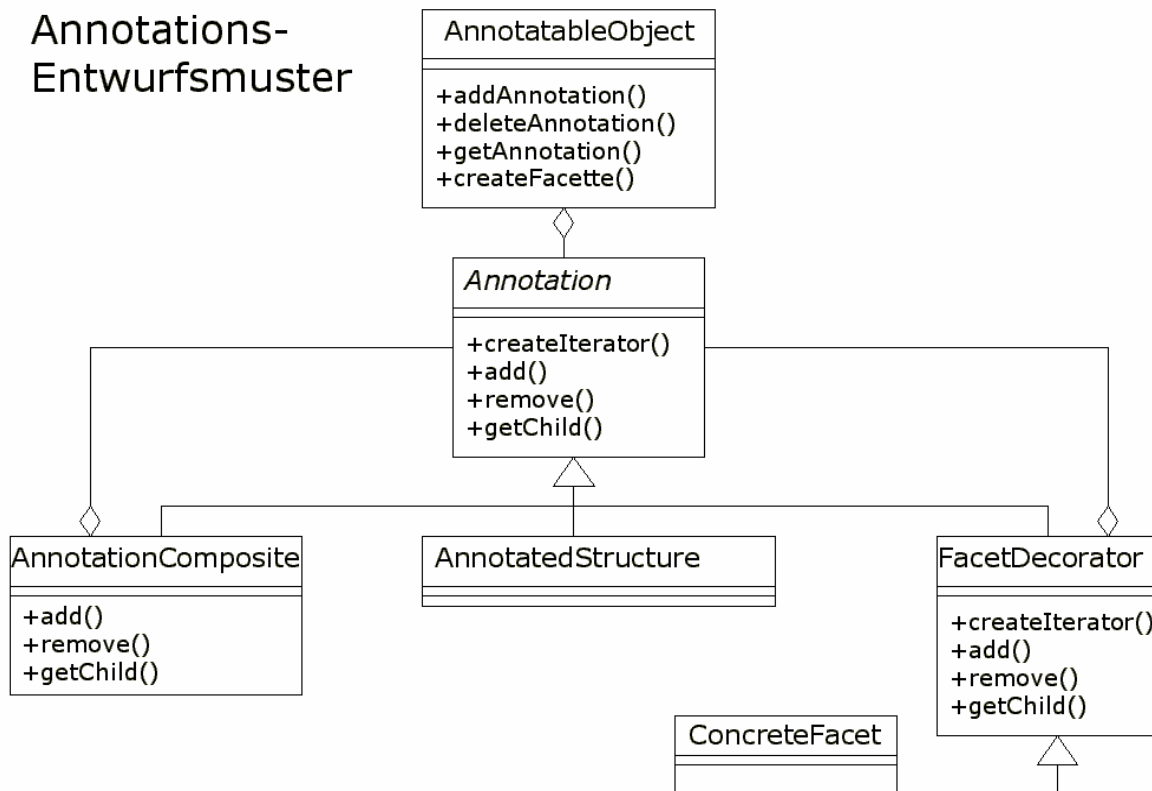 Annotations-
Entwurfsmuster
AnnotatableObject
+addAnnotation()
+deleteAnnotation()
+getAnnotation()
+createFacette()
Annotation
+createIterator()
+add()
+remove()
+getChild()
AnnotationComposite
+add()
+remove()
+getChild()
AnnotatedStructure
FacetDecorator
+createIterator()
+add()
+remove()
+getChild()
ConcreteFacet